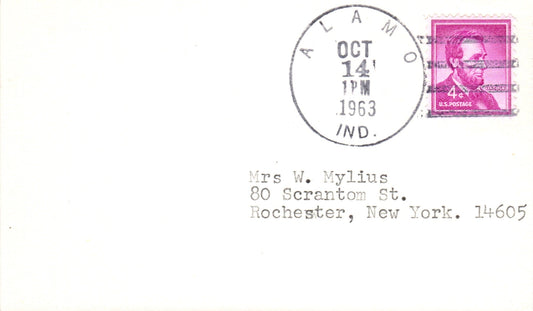 ALAMO
OCT
14
1PM
1963
IND.
4¢
U.S. POSTAGE
Mrs W. Mylius
80 Scrantom St.
Rochester, New York. 14605